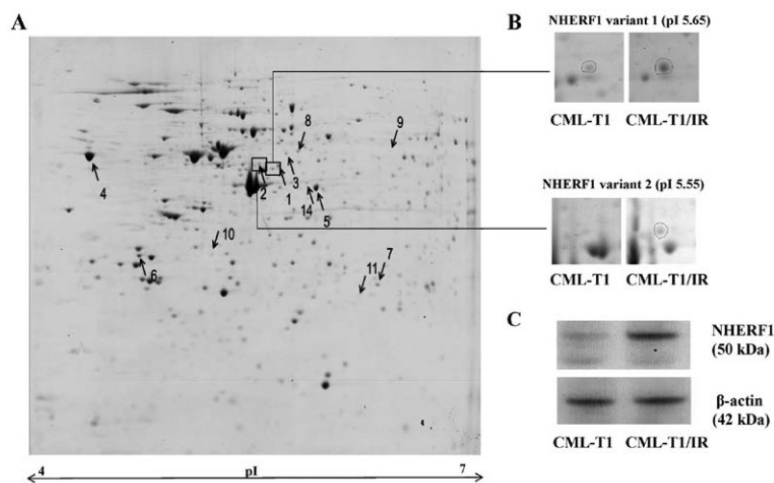 A
4
6
10
2
1
3
8
14
5
9
11
7
4 pI 7
B
NHERF1 variant 1 (pI 5.65)
CML-T1 CML-T1/IR
NHERF1 variant 2 (pI 5.55)
CML-T1 CML-T1/IR
C
NHERF1
(50 kDa)
β-actin
(42 kDa)
CML-T1 CML-T1/IR